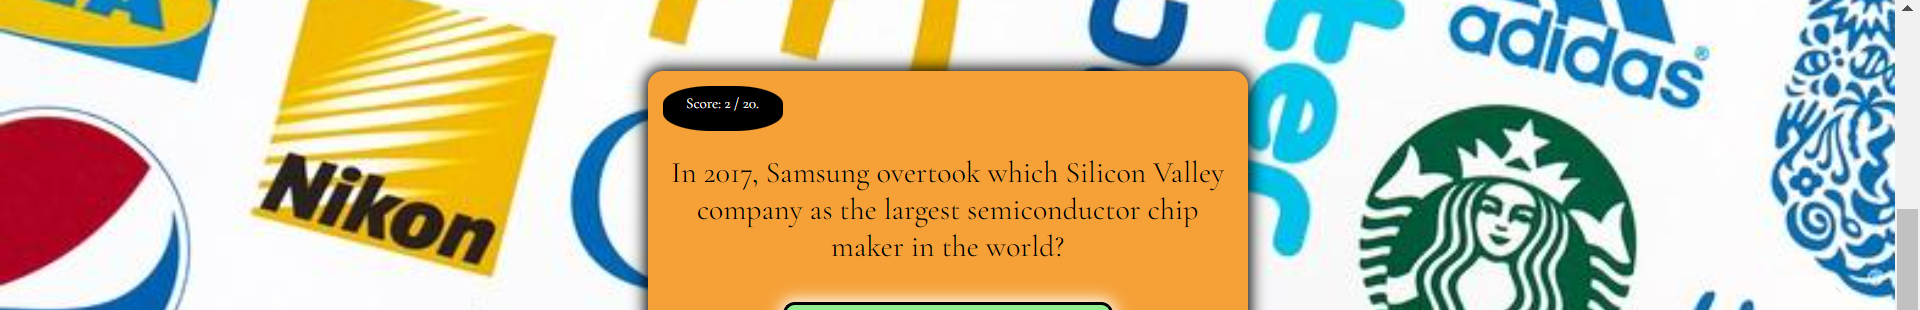 Nikon
adidas
®
Score: 2 / 20.
In 2017, Samsung overtook which Silicon Valley
company as the largest semiconductor chip
maker in the world?